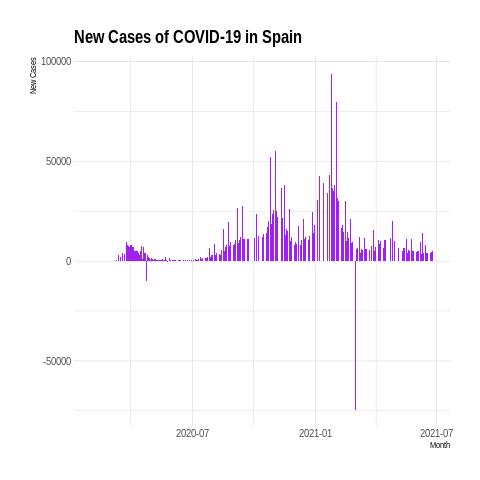 New Cases of COVID-19 in Spain
New Cases
100000
50000
0
-50000
2020-07
2021-01
2021-07
Month